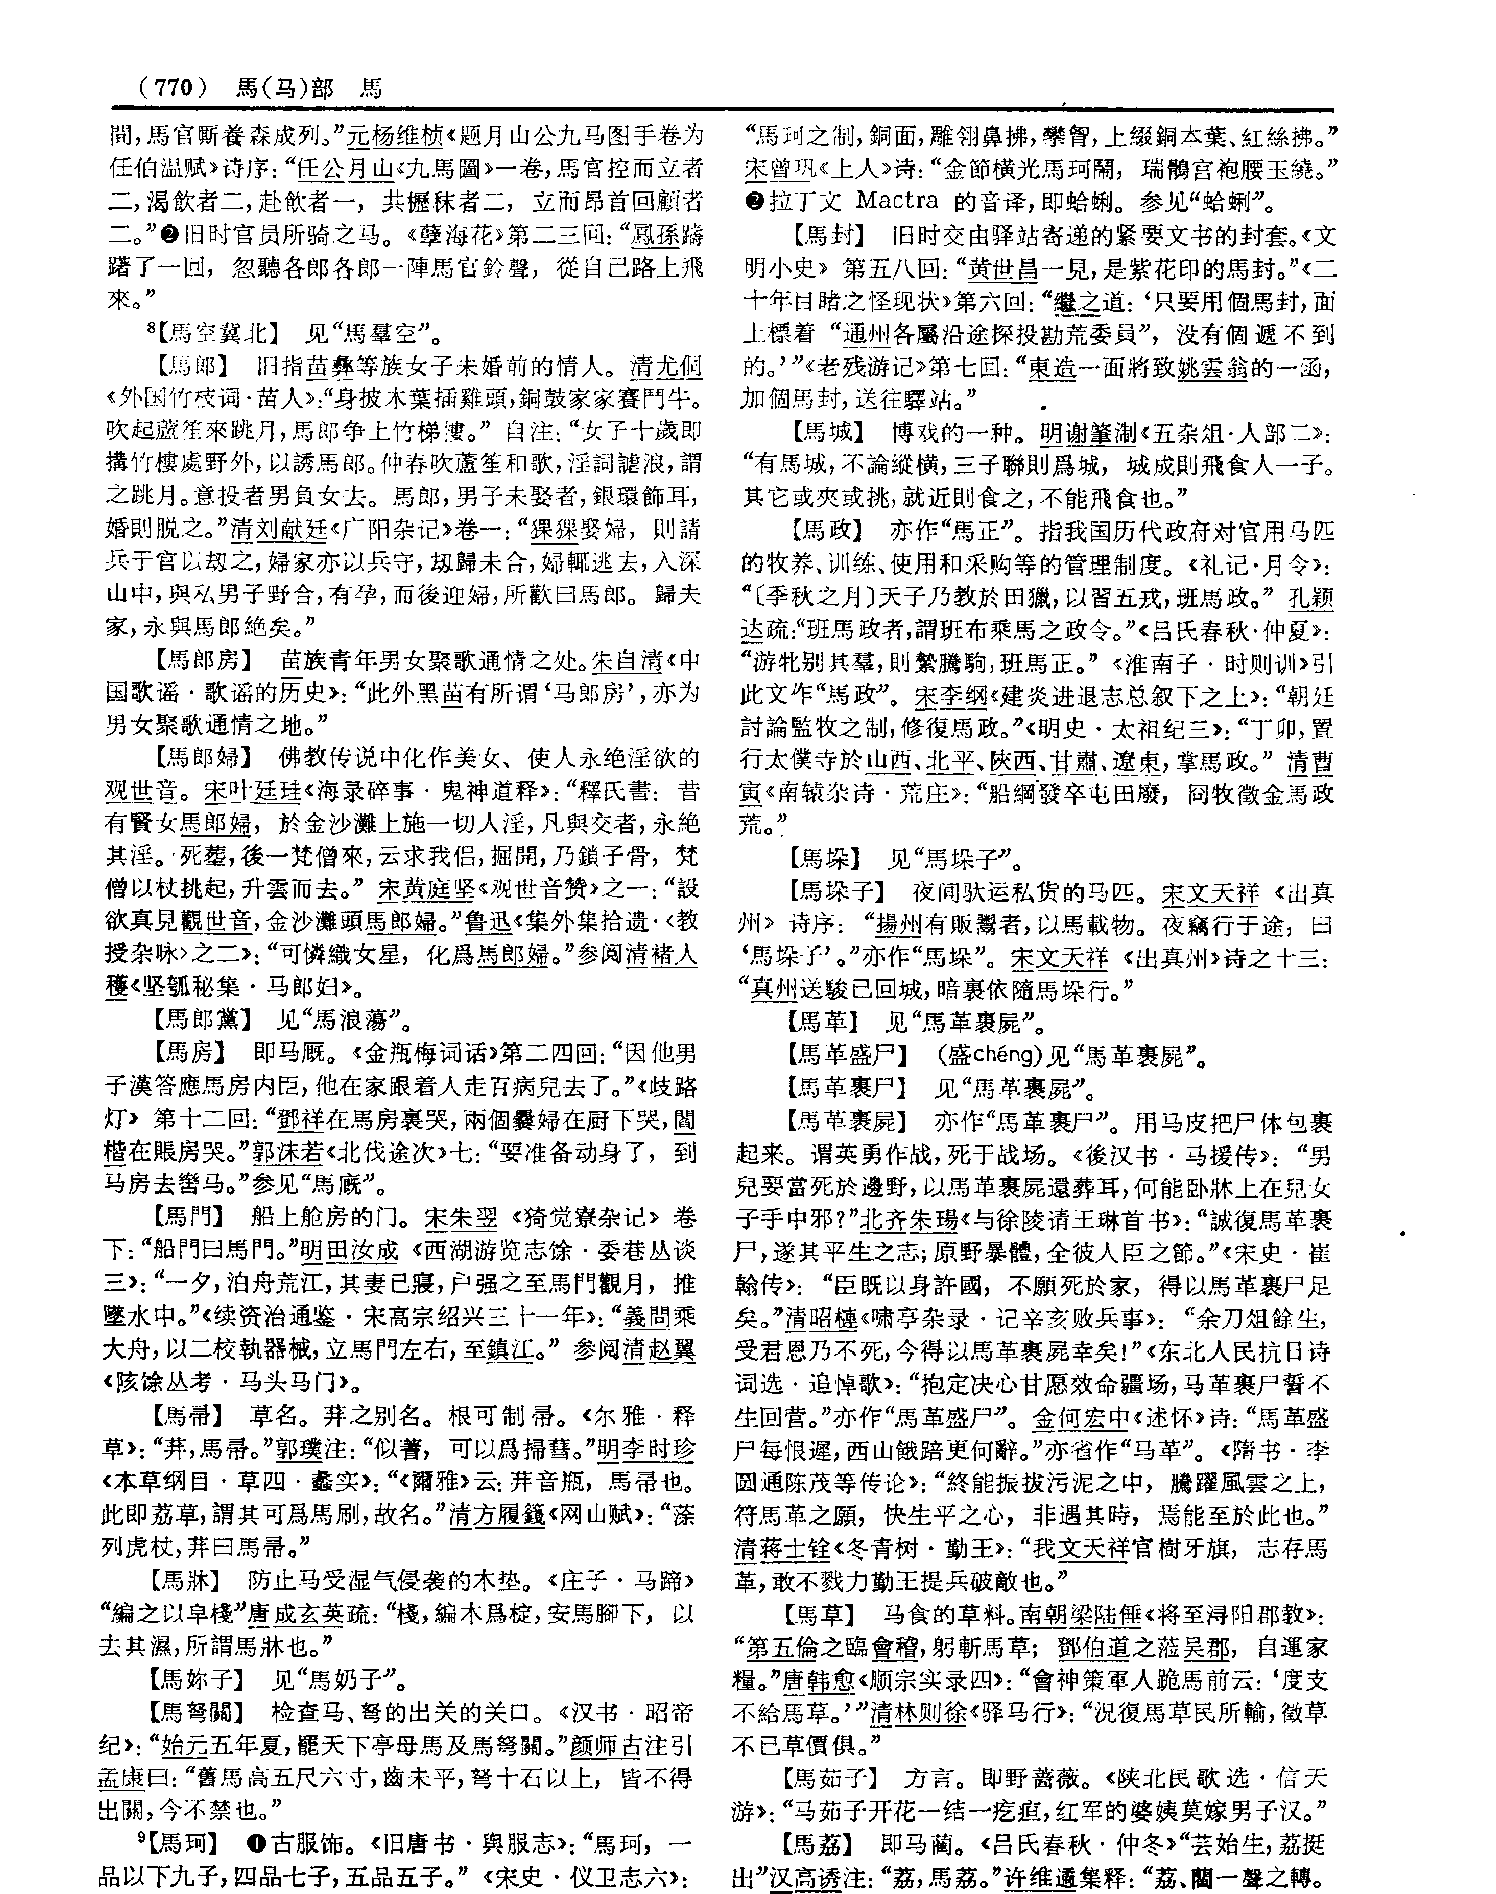 （770） 馬(马)部 馬
間，馬官厮養森成列。”元杨维桢《题月山公九马图手卷为
任伯温赋》诗序：“任公月山《九馬圖》一卷，馬官控而立者
二，渴飲者二，赴飲者一，共櫪秣者二，立而昂首回顧者
二。”❷旧时官员所骑之马。《孽海花》第二三回：“鳳孫躊
躇了一回，忽聽各郎各郎一陣馬官鈴聲，從自己路上飛
來。”
⁸【馬空冀北】 见“馬羣空”。
【馬郎】 旧指苗彝等族女子未婚前的情人。清尤侗
《外国竹枝词·苗人》：“身披木葉插雞頭，銅鼓家家賽鬥牛。
吹起蘆笙來跳月，馬郎争上竹梯樓。”自注：“女子十歲即
搆竹樓處野外，以誘馬郎。仲春吹蘆笙和歌，淫詞謔浪，謂
之跳月。意投者男負女去。馬郎，男子未娶者，銀環飾耳，
婚則脱之。”清刘献廷《广阳杂记》卷一：“猓猓娶婦，則請
兵于官以刼之，婦家亦以兵守，刼歸未合，婦輒逃去，入深
山中，與私男子野合，有孕，而後迎婦，所歡曰馬郎。歸夫
家，永與馬郎絶矣。”
【馬郎房】 苗族青年男女聚歌通情之处。朱自清《中
国歌谣·歌谣的历史》：“此外黑苗有所谓‘马郎房’，亦为
男女聚歌通情之地。”
【馬郎婦】 佛教传说中化作美女、使人永绝淫欲的
观世音。宋叶廷珪《海录碎事·鬼神道释》：“釋氏書：昔
有賢女馬郎婦，於金沙灘上施一切人淫，凡與交者，永絶
其淫。死塟，後一梵僧來，云求我侣，掘開，乃鎖子骨，梵
僧以杖挑起，升雲而去。”宋黄庭坚《观世音赞》之一：“設
欲真見觀世音，金沙灘頭馬郎婦。”鲁迅《集外集拾遗·〈教
授杂咏〉之二》：“可憐織女星，化爲馬郎婦。”参阅清褚人
穫《坚瓠秘集·马郎妇》。
【馬郎黨】 见“馬浪蕩”。
【馬房】 即马厩。《金瓶梅词话》第二四回：“因他男
子漢答應馬房内臣，他在家跟着人走百病兒去了。”《歧路
灯》第十二回：“鄧祥在馬房裏哭，兩個爨婦在厨下哭，閻
楷在賬房哭。”郭沫若《北伐途次》七：“要准备动身了，到
马房去喾马。”参见“馬廄”。
【馬門】 船上舱房的门。宋朱翌《猗觉寮杂记》卷
下：“船門曰馬門。”明田汝成《西湖游览志馀·委巷丛谈
三》：“一夕，泊舟荒江，其妻已寢，户强之至馬門觀月，推
墜水中。”《续资治通鉴·宋高宗绍兴三十一年》：“義問乘
大舟，以二校執器械，立馬門左右，至鎮江。”参阅清赵翼
《陔馀丛考·马头马门》。
【馬帚】 草名。荓之别名。根可制帚。《尔雅·释
草》：“荓，馬帚。”郭璞注：“似蓍，可以爲掃蔧。”明李时珍
《本草纲目·草四·蠡实》：“《爾雅》云：荓音瓶，馬帚也。
此即荔草，謂其可爲馬刷，故名。”清方履籛《网山赋》：“蒤
列虎杖，荓曰馬帚。”
【馬牀】 防止马受湿气侵袭的木垫。《庄子·马蹄》
“編之以皁棧”唐成玄英疏：“棧，編木爲椗，安馬脚下，以
去其濕，所謂馬牀也。”
【馬妳子】 见“馬奶子”。
【馬弩關】 检查马、弩的出关的关口。《汉书·昭帝
纪》：“始元五年夏，罷天下亭母馬及馬弩關。”颜师古注引
孟康曰：“舊馬高五尺六寸，齒未平，弩十石以上，皆不得
出關，今不禁也。”
⁹【馬珂】 ❶古服饰。《旧唐书·舆服志》：“馬珂，一
品以下九子，四品七子，五品五子。”《宋史·仪卫志六》：
“馬珂之制，銅面，雕翎鼻拂，攀胷，上綴銅杏葉、紅絲拂。”
宋曾巩《上人》诗：“金節横光馬珂鬧，瑞鶻宫袍腰玉繞。”
❷拉丁文 Mactra 的音译，即蛤蜊。参见“蛤蜊”。
【馬封】 旧时交由驿站寄递的紧要文书的封套。《文
明小史》第五八回：“黄世昌一見，是紫花印的馬封。”《二
十年目睹之怪现状》第六回：“繼之道：‘只要用個馬封，面
上標着“通州各屬沿途探投勘荒委員”，没有個遞不到
的。’”《老残游记》第七回：“東造一面將致姚雲翁的一函，
加個馬封，送往驛站。”
【馬城】 博戏的一种。明谢肇淛《五杂俎·人部二》：
“有馬城，不論縱横，三子聯則爲城，城成則飛食人一子。
其它或夾或挑，就近則食之，不能飛食也。”
【馬政】 亦作“馬正”。指我国历代政府对官用马匹
的牧养、训练、使用和采购等的管理制度。《礼记·月令》：
“〔季秋之月〕天子乃教於田獵，以習五戎，班馬政。”孔颖
达疏：“班馬政者，謂班布乘馬之政令。”《吕氏春秋·仲夏》：
“游牝别其羣，則縶騰駒，班馬正。”《淮南子·时则训》引
此文作“馬政”。宋李纲《建炎进退志总叙下之上》：“朝廷
討論監牧之制，修復馬政。”《明史·太祖纪三》：“丁卯，置
行太僕寺於山西、北平、陜西、甘肅、遼東，掌馬政。”清曹
寅《南辕杂诗·荒庄》：“船綱發卒屯田廢，冏牧徵金馬政
荒。”
【馬垛】 见“馬垛子”。
【馬垛子】 夜间驮运私货的马匹。宋文天祥《出真
州》诗序：“揚州有販鬻者，以馬載物。夜竊行于途，曰
‘馬垛子’。”亦作“馬垛”。宋文天祥《出真州》诗之十三：
“真州送駿已回城，暗裏依隨馬垛行。”
【馬革】 见“馬革裹屍”。
【馬革盛尸】 (盛chéng)见“馬革裹屍”。
【馬革裹尸】 见“馬革裹屍”。
【馬革裹屍】 亦作“馬革裹尸”。用马皮把尸体包裹
起来。谓英勇作战，死于战场。《後汉书·马援传》：“男
兒要當死於邊野，以馬革裹屍還葬耳，何能卧牀上在兒女
子手中邪？”北齐朱瑒《与徐陵请王琳首书》：“誠復馬革裹
尸，遂其平生之志；原野暴體，全彼人臣之節。”《宋史·崔
翰传》：“臣既以身許國，不願死於家，得以馬革裹尸足
矣。”清昭槤《啸亭杂录·记辛亥败兵事》：“余刀俎餘生，
受君恩乃不死，今得以馬革裹屍幸矣！”《东北人民抗日诗
词选·追悼歌》：“抱定决心甘愿效命疆场，马革裹尸誓不
生回营。”亦作“馬革盛尸”。金何宏中《述怀》诗：“馬革盛
尸每恨遲，西山餓踣更何辭。”亦省作“马革”。《隋书·李
圆通陈茂等传论》：“終能振拔污泥之中，騰躍風雲之上，
符馬革之願，快生平之心，非遇其時，焉能至於此也。”
清蒋士铨《冬青树·勤王》：“我文天祥官樹牙旗，志存馬
革，敢不戮力勤王提兵破敵也。”
【馬草】 马食的草料。南朝梁陆倕《将至浔阳郡教》：
“第五倫之臨會稽，躬斬馬草；鄧伯道之蒞吴郡，自運家
糧。”唐韩愈《顺宗实录四》：“會神策軍人跪馬前云：‘度支
不給馬草。’”清林则徐《驿马行》：“況復馬草民所輸，徵草
不已草價俱。”
【馬茹子】 方言。即野蔷薇。《陕北民歌选·信天
游》：“马茹子开花一结一疙瘩，红军的婆姨莫嫁男子汉。”
【馬荔】 即马蔺。《吕氏春秋·仲冬》“芸始生，荔挺
出”汉高诱注：“荔，馬荔。”许维遹集释：“荔、藺一聲之轉。